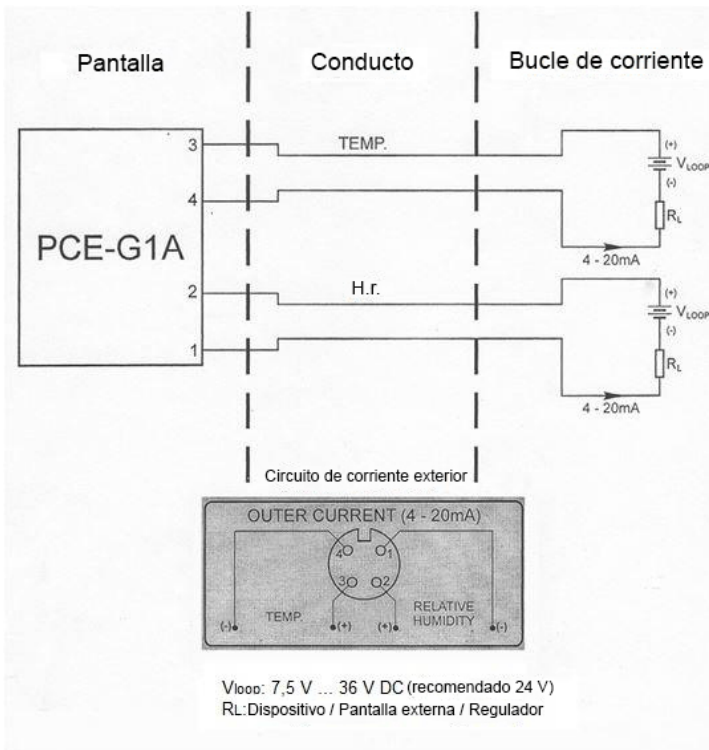 Pantalla
Conducto
Bucle de corriente
3
TEMP.
(+)
VLOOP
(-)
4
RL
PCE-G1A
4 - 20mA
2
H.r.
(+)
VLOOP
(-)
1
RL
4 - 20mA
Circuito de corriente exterior
OUTER CURRENT (4 - 20mA)
4
1
3
2
TEMP.
RELATIVE
HUMIDITY
(-)
(+)
(+)
(-)
Vloop: 7,5 V ... 36 V DC (recomendado 24 V)
RL:Dispositivo / Pantalla externa / Regulador